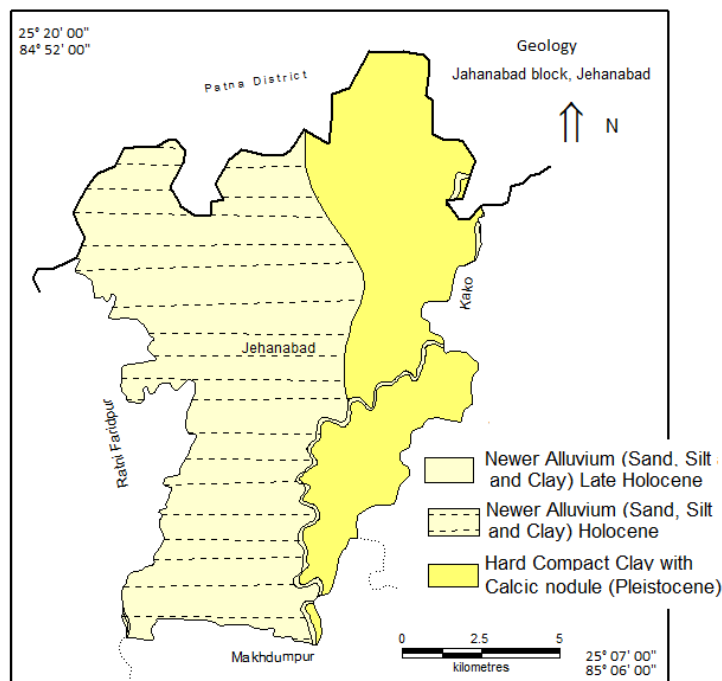 25° 20' 00"
84° 52' 00"
Geology
Jahanabad block, Jehanabad
N
Patna District
Kako
Jehanabad
Ratni Faridpur
Newer Alluvium (Sand, Silt
and Clay) Late Holocene
Newer Alluvium (Sand, Silt
and Clay) Holocene
Hard Compact Clay with
Calcic nodule (Pleistocene)
Makhdumpur
0 2.5 5
kilometres
25° 07' 00"
85° 06' 00"